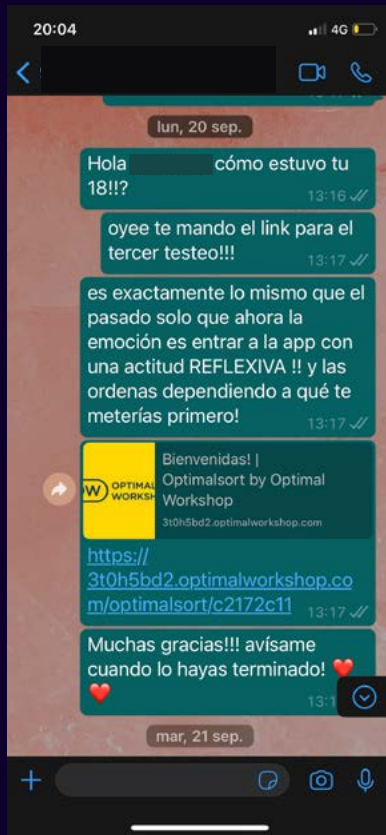 20:04
4G
lun, 20 sep.
Hola cómo estuvo tu
18!!?
13:16
oyee te mando el link para el
tercer testeo!!!
13:17
es exactamente lo mismo que el
pasado solo que ahora la
emoción es entrar a la app con
una actitud REFLEXIVA !! y las
ordenas dependiendo a qué te
meterías primero!
13:17
OPTIMAL
WORKSH
Bienvenidas! |
Optimalsort by Optimal
Workshop
3t0h5bd2.optimalworkshop.com
https://
3t0h5bd2.optimalworkshop.co
m/optimalsort/c2172c11
13:17
Muchas gracias!!! avísame
cuando lo hayas terminado! ❤️
❤️
mar, 21 sep.